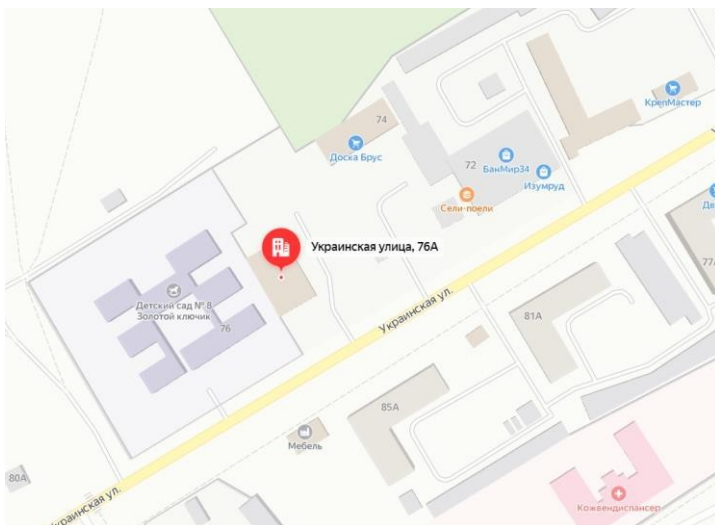 КрепМастер
74
Доска Брус
72
БанМир34
Изумруд
Сели-поели
Украинская улица, 76А
Детский сад № 8
Золотой ключик
76
Украинская ул.
81А
77А
85А
Мебель
80А
Украинская ул.
Кожвендиспансер